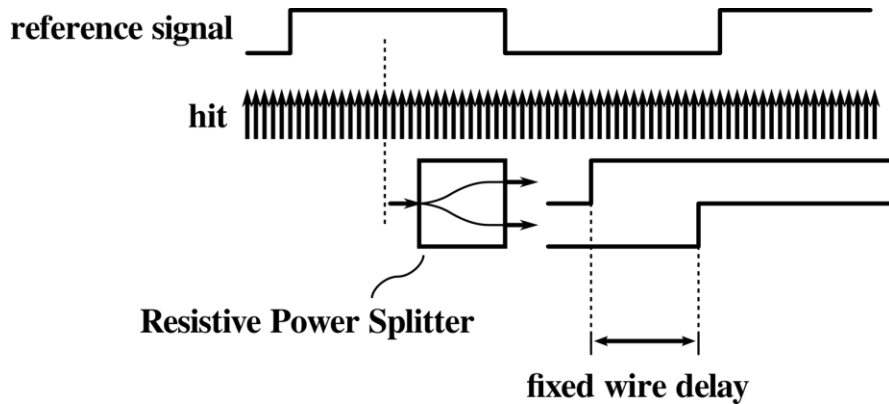 reference signal
hit
Resistive Power Splitter
fixed wire delay